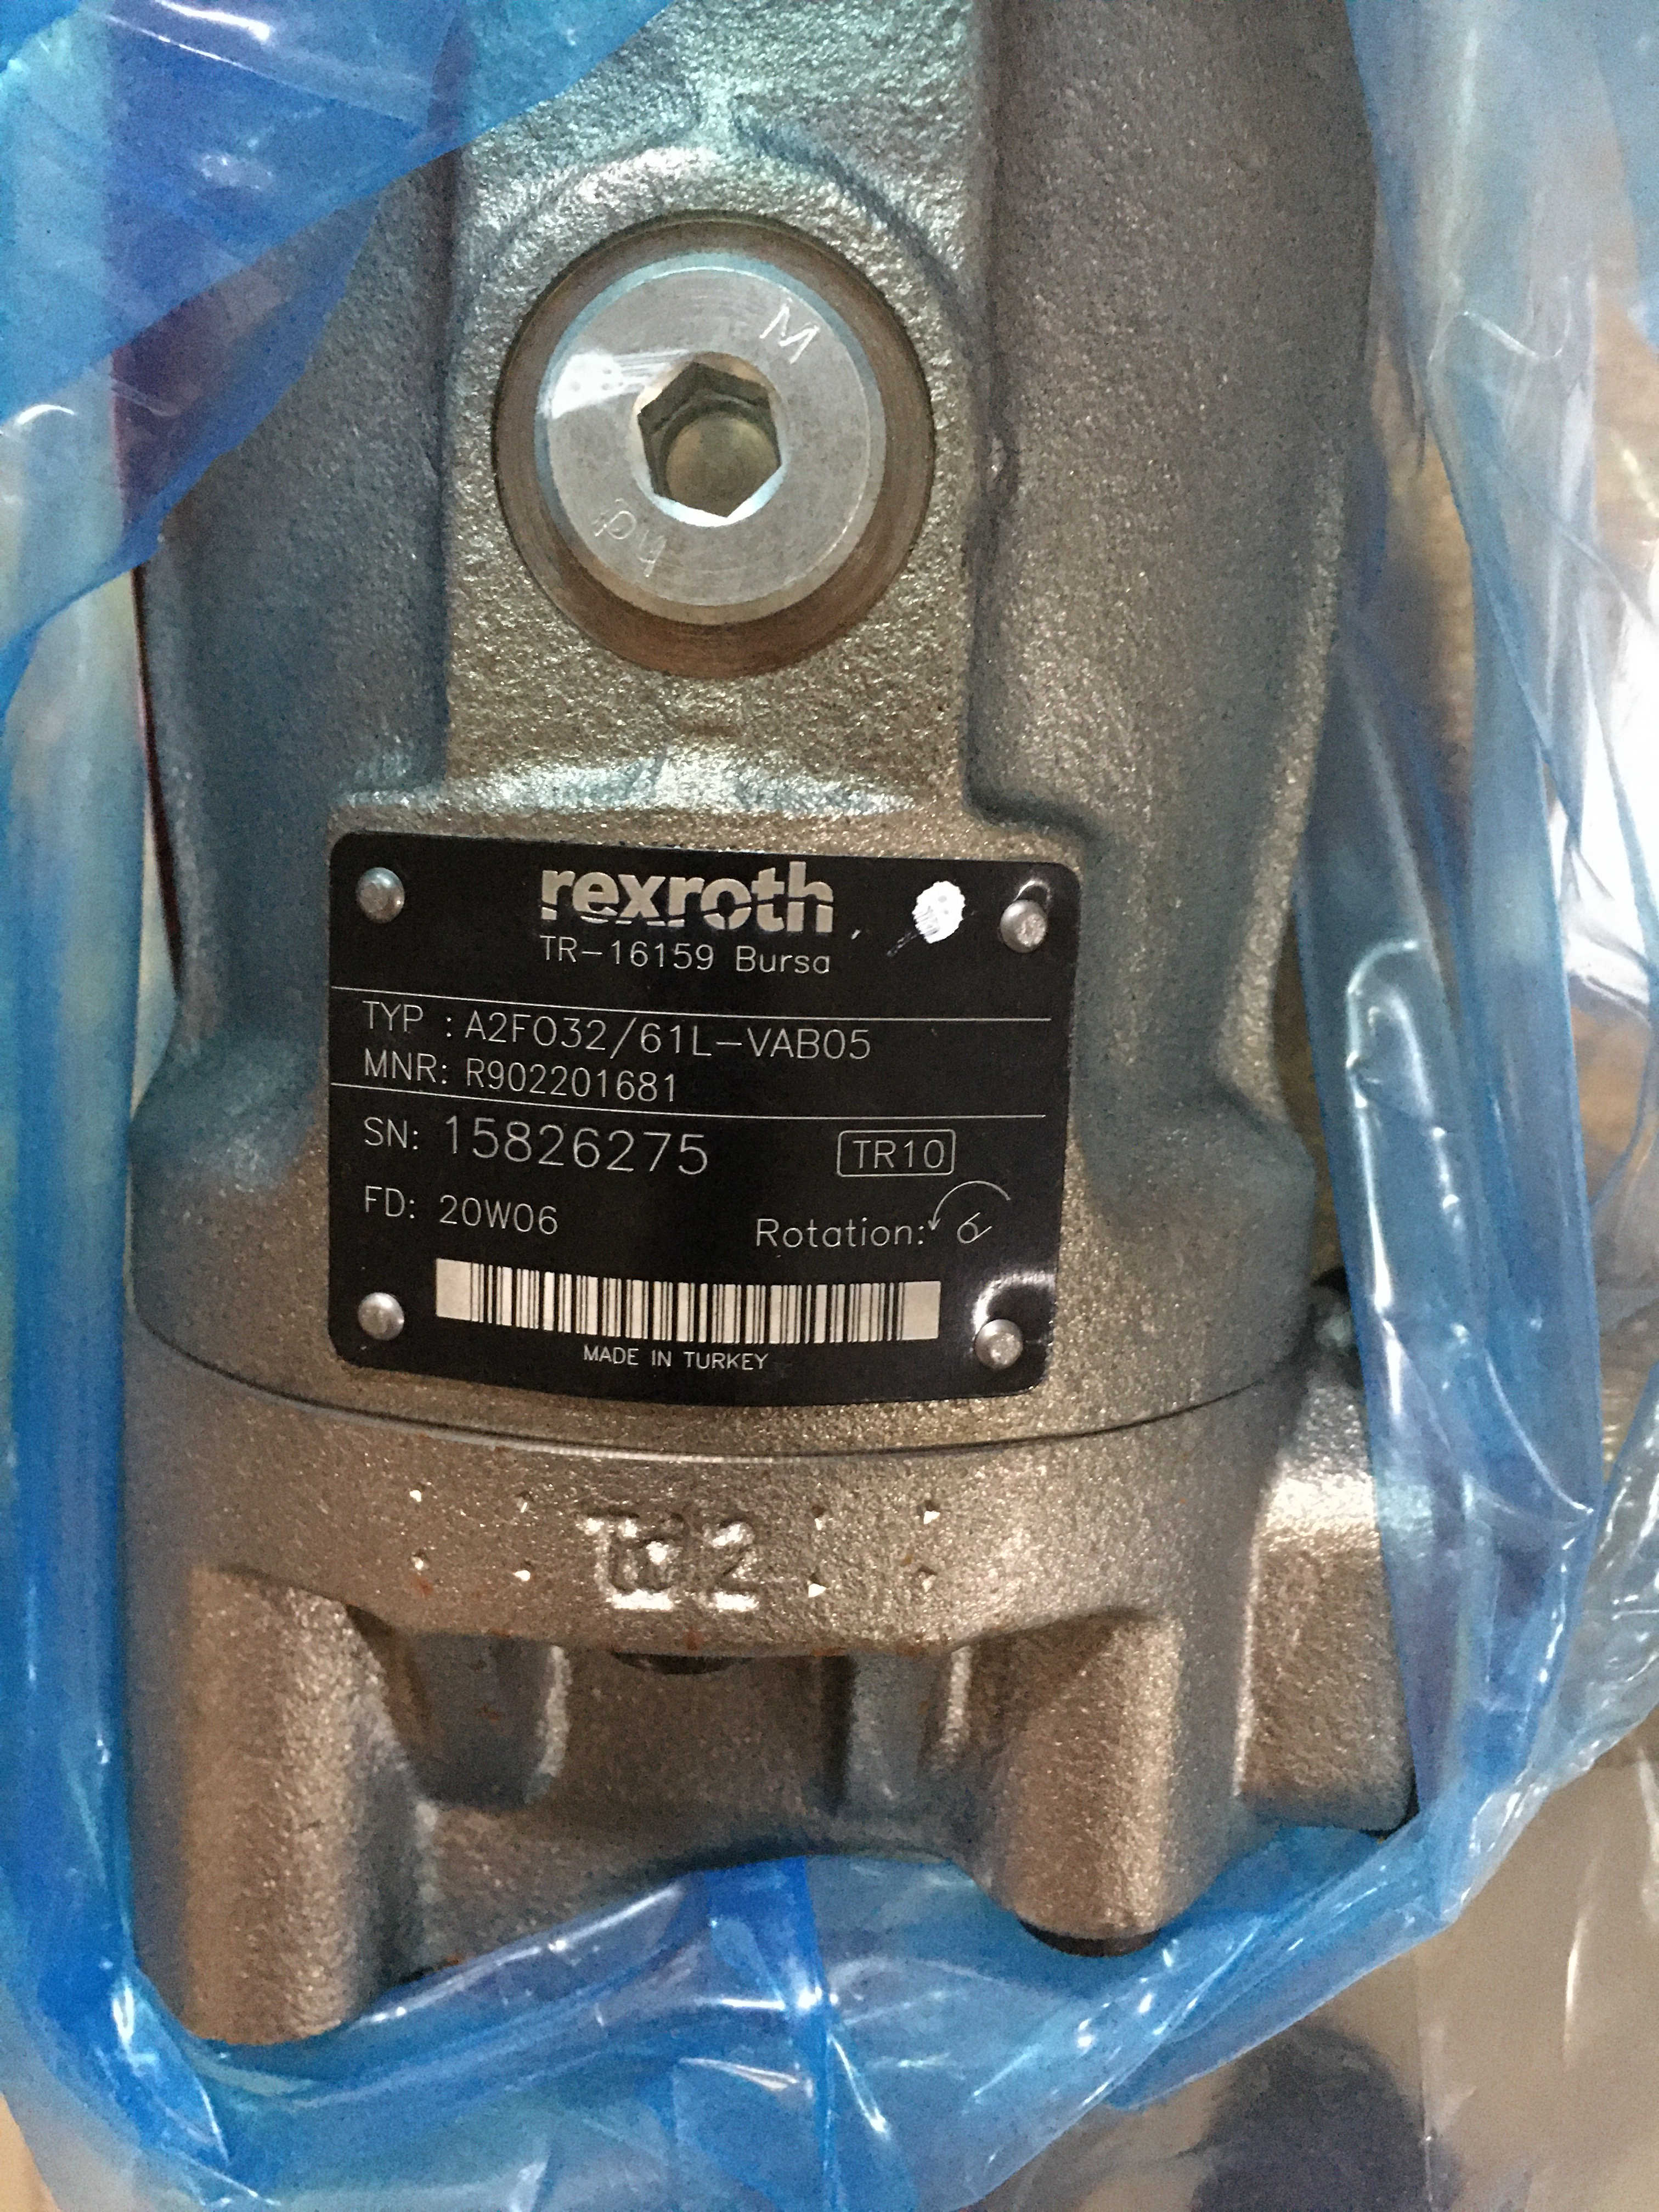 M
P4
rexroth
TR-16159 Bursa
TYP : A2FO32/61L-VAB05
MNR: R902201681
SN: 15826275 TR10
FD: 20W06 Rotation:
MADE IN TURKEY